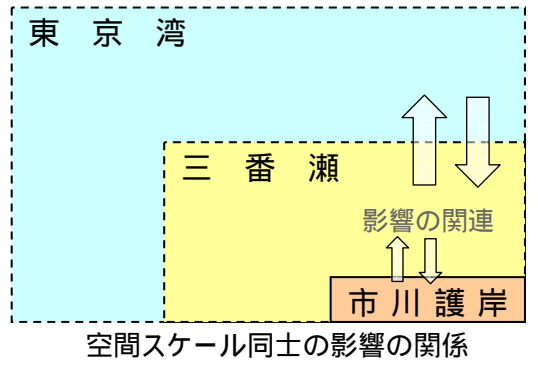 東京湾
三番瀬
影響の関連
市川護岸
空間スケール同士の影響の関係